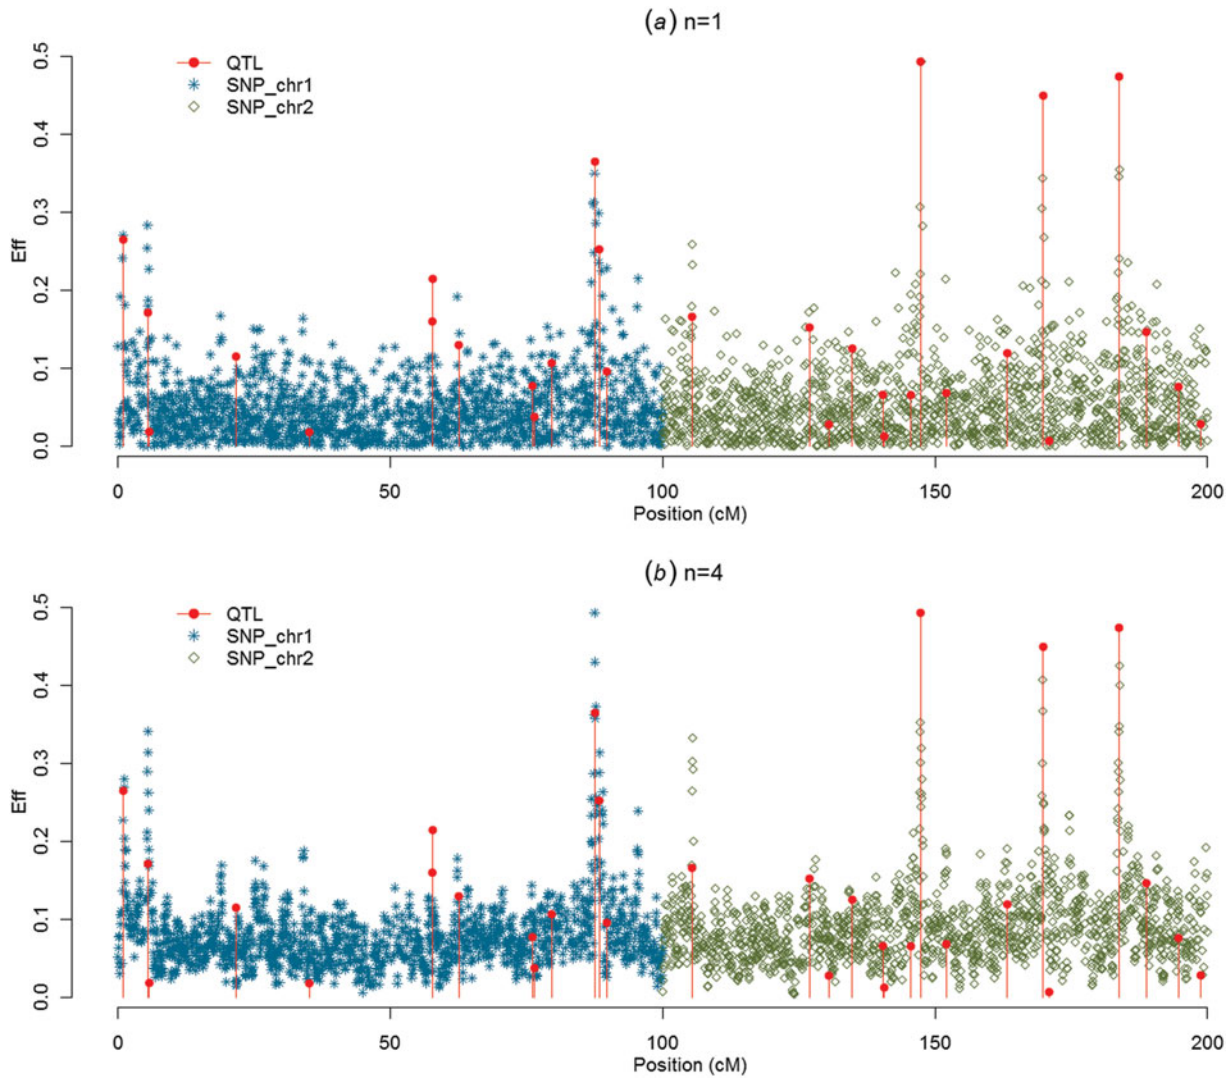 (a) n=1
QTL
SNP_chr1
SNP_chr2
Eff
0.5
0.4
0.3
0.2
0.1
0.0
0 50 100 150 200
Position (cM)
(b) n=4
QTL
SNP_chr1
SNP_chr2
Eff
0.5
0.4
0.3
0.2
0.1
0.0
0 50 100 150 200
Position (cM)